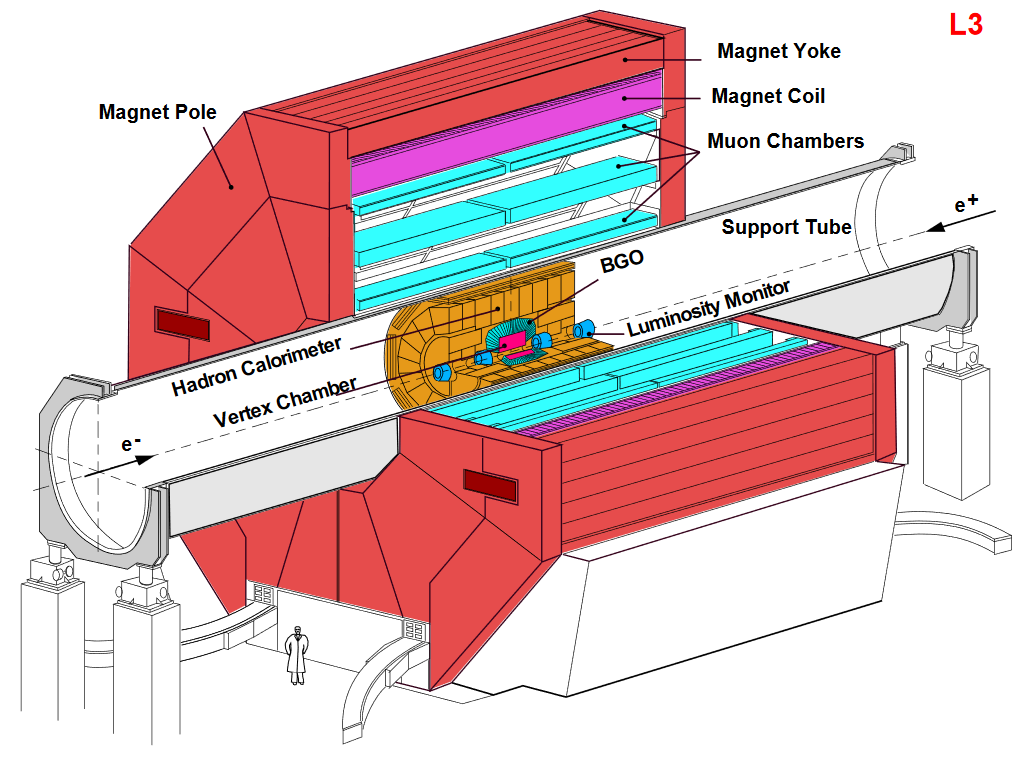 L3
Magnet Yoke
Magnet Coil
Magnet Pole
Muon Chambers
e+
Support Tube
BGO
Luminosity Monitor
Hadron Calorimeter
Vertex Chamber
e-